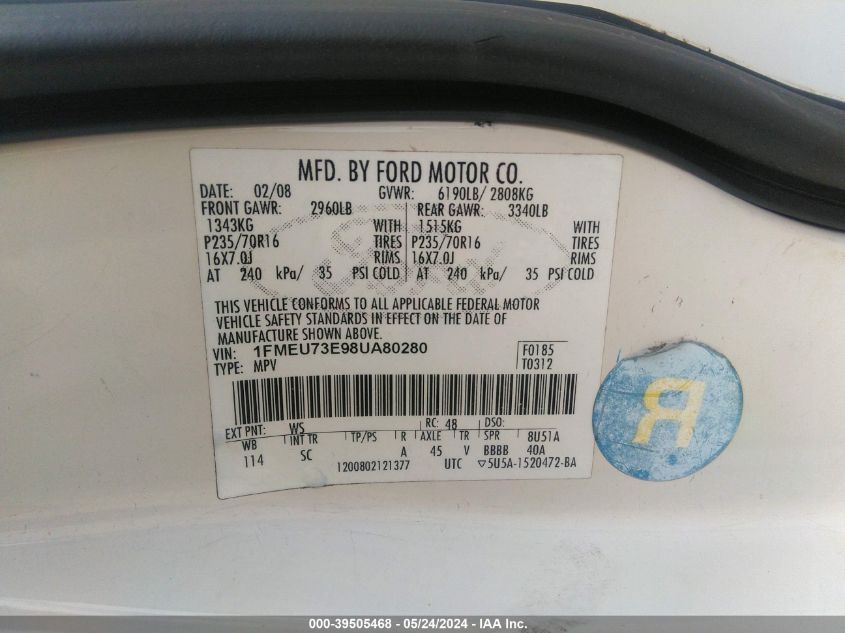 MFD. BY FORD MOTOR CO.
DATE: 02/08 GVWR: 6190LB/ 2808KG
FRONT GAWR: 2960LB REAR GAWR: 3340LB
1343KG WITH 1515KG WITH
P235/70R16 TIRES P235/70R16 TIRES
16X7.0J RIMS 16X7.0J RIMS
AT 240 kPa/ 35 PSI COLD AT 240 kPa/ 35 PSI COLD
THIS VEHICLE CONFORMS TO ALL APPLICABLE FEDERAL MOTOR
VEHICLE SAFETY STANDARDS IN EFFECT ON THE DATE OF
MANUFACTURE SHOWN ABOVE.
VIN: 1FMEU73E98UA80280 F0185
TYPE: MPV T0312
EXT PNT: WS RC: 48 DSO:
WB INT TR TP/PS R AXLE TR SPR 8U51A
114 SC A 45 V BBBB 40A
1200802121377 UTC ▽5U5A-1520472-BA
Ford
R
000-39505468 - 05/24/2024 - IAA, Inc.